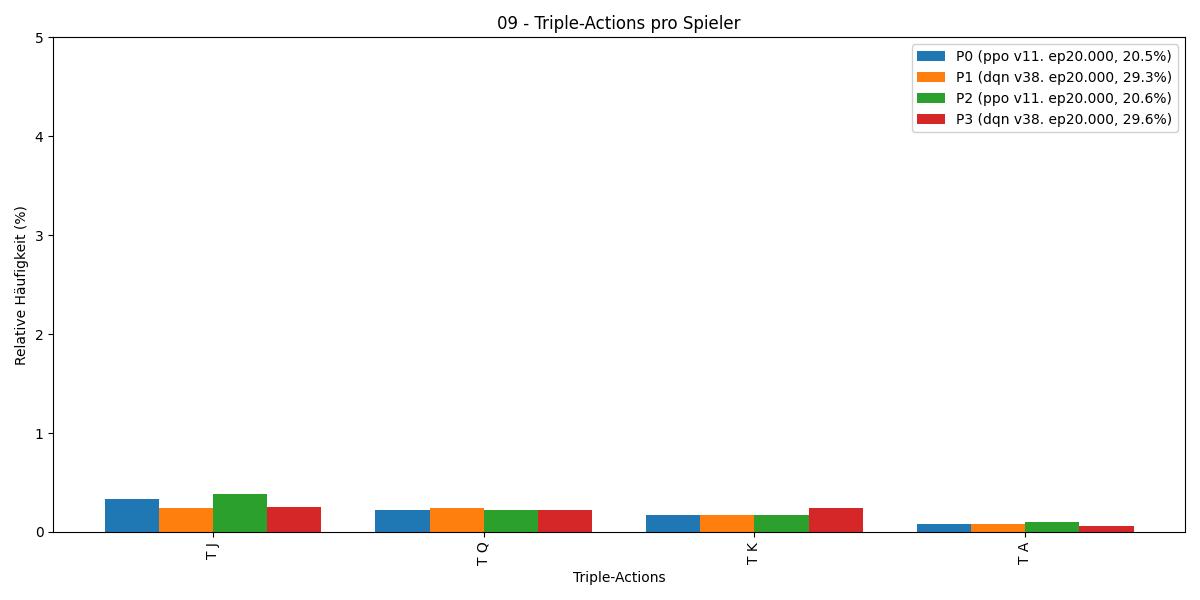 09 - Triple-Actions pro Spieler
Relative Häufigkeit (%)
5
4
3
2
1
0
P0 (ppo v11. ep20.000, 20.5%)
P1 (dqn v38. ep20.000, 29.3%)
P2 (ppo v11. ep20.000, 20.6%)
P3 (dqn v38. ep20.000, 29.6%)
T J
T Q
T K
T A
Triple-Actions